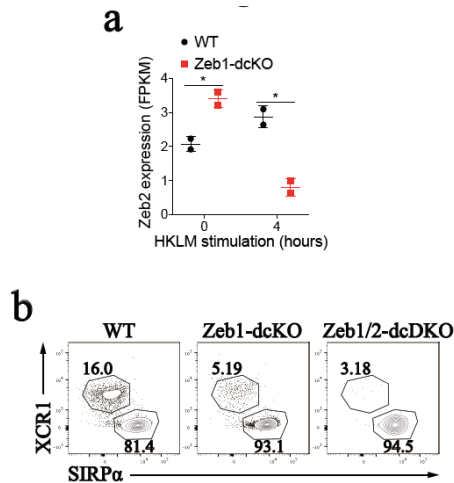 a
WT
Zeb1-dcKO
Zeb2 expression (FPKM)
4
3
2
1
0
*
*
0
4
HKLM stimulation (hours)
b
WT
Zeb1-dcKO
Zeb1/2-dcDKO
XCR1
16.0
81.4
5.19
93.1
3.18
94.5
SIRPα